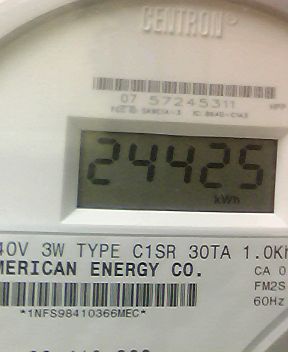 CENTRON®
07 57245311
24425
kWh
40V 3W TYPE C1SR 30TA 1.0Kh
MERICAN ENERGY CO.
CA 0.
FM2S
60Hz
*1NFS98410366MEC*